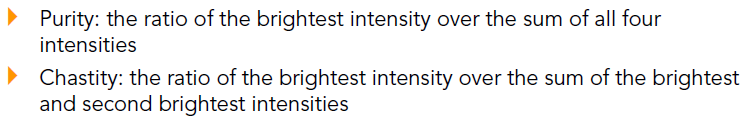 Purity: the ratio of the brightest intensity over the sum of all four
intensities
Chastity: the ratio of the brightest intensity over the sum of the brightest
and second brightest intensities